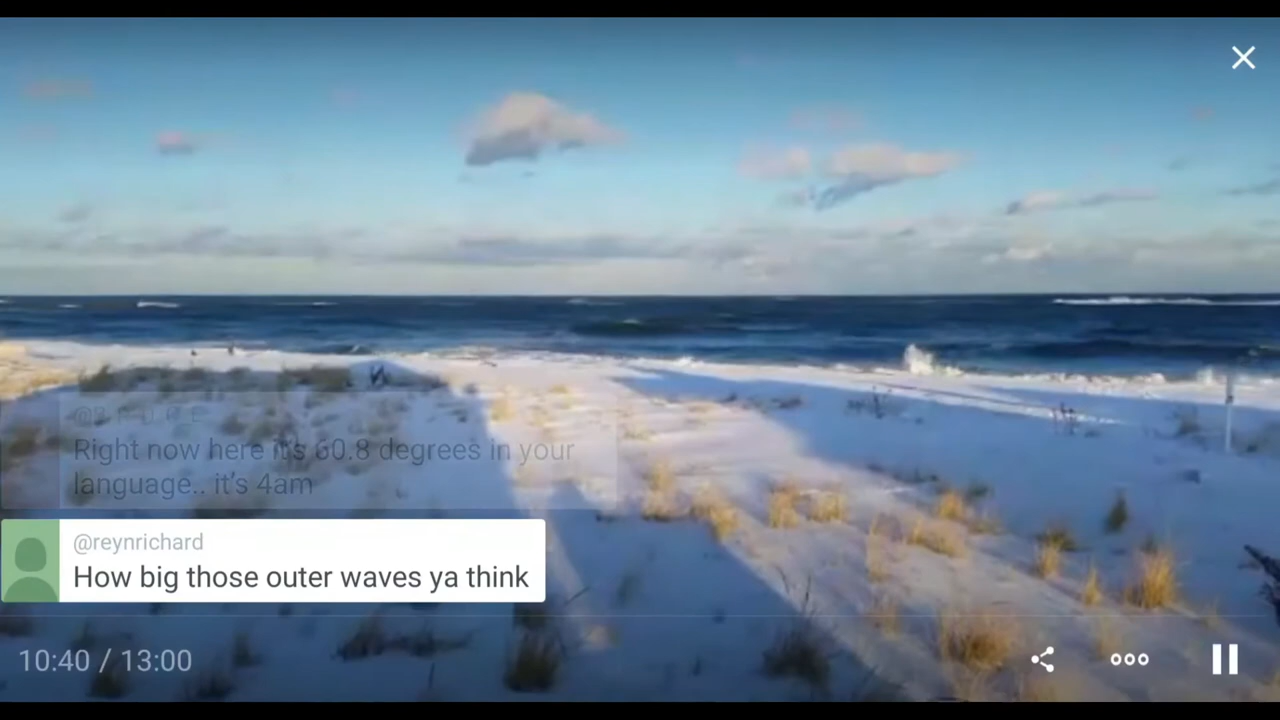 Right now here it's 60.8 degrees in your
language.. it's 4am
@reynrichard
How big those outer waves ya think
10:40 / 13:00